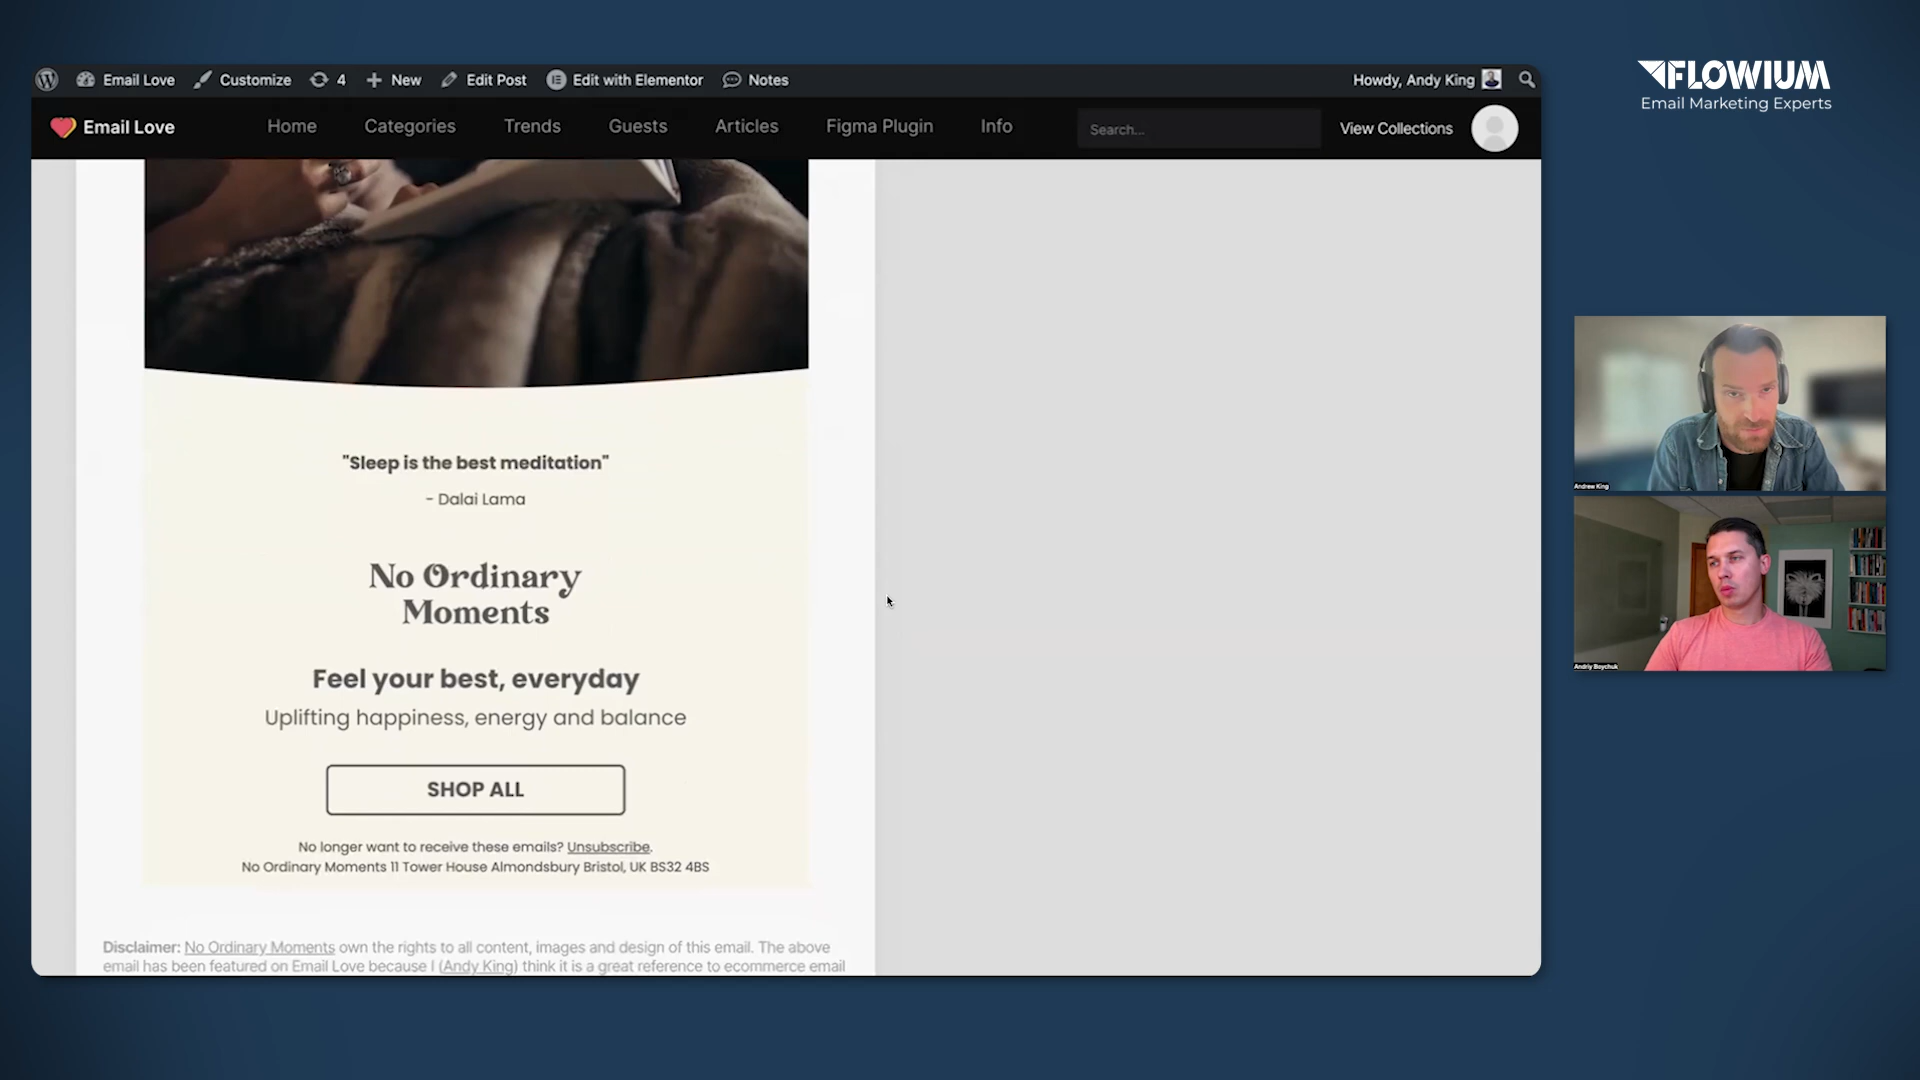 FLOWIUM
Email Marketing Experts
Email Love
Customize
4
New
Edit Post
Edit with Elementor
Notes
Howdy, Andy King
Email Love
Home
Categories
Trends
Guests
Articles
Figma Plugin
Info
Search...
View Collections
"Sleep is the best meditation"
- Dalai Lama
No Ordinary
Moments
Feel your best, everyday
Uplifting happiness, energy and balance
SHOP ALL
No longer want to receive these emails? Unsubscribe.
No Ordinary Moments 11 Tower House Almondsbury Bristol, UK BS32 4BS
Disclaimer: No Ordinary Moments own the rights to all content, images and design of this email. The above
email has been featured on Email Love because I (Andy King) think it is a great reference to ecommerce email
Andrew King
Andriy Boychuk